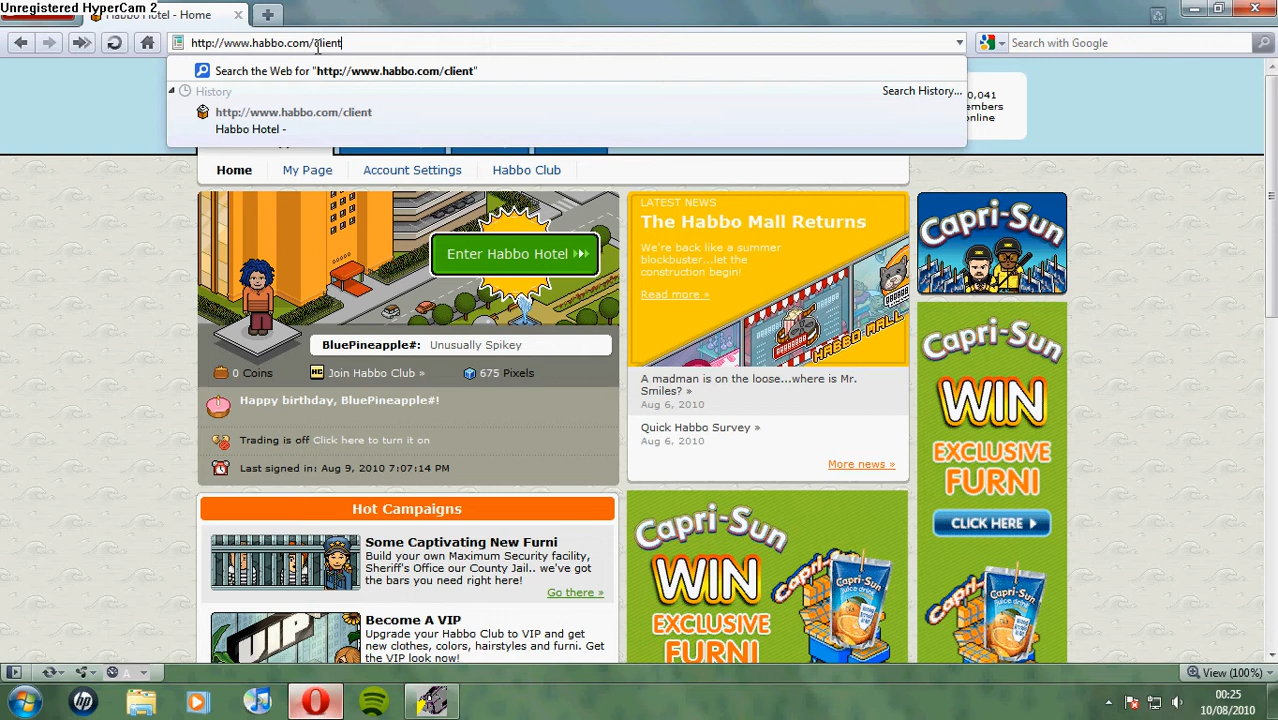 Unregistered HyperCam 2
Habbo Hotel - Home
http://www.habbo.com/client
Search with Google
Search the Web for "http://www.habbo.com/client"
History
Search History...
http://www.habbo.com/client
Habbo Hotel -
members
online
Home
My Page
Account Settings
Habbo Club
Enter Habbo Hotel
BluePineapple#: Unusually Spikey
0 Coins
HC
Join Habbo Club »
675 Pixels
Happy birthday, BluePineapple#!
Trading is off Click here to turn it on
Last signed in: Aug 9, 2010 7:07:14 PM
LATEST NEWS
The Habbo Mall Returns
We're back like a summer
blockbuster...let the
construction begin!
Read more »
HABBO MALL
A madman is on the loose...where is Mr.
Smiles? »
Aug 6, 2010
Quick Habbo Survey »
Aug 6, 2010
More news »
Capri-Sun
Capri-Sun
WIN
EXCLUSIVE
FURNI
CLICK HERE
Hot Campaigns
Some Captivating New Furni
Build your own Maximum Security facility,
Sheriff's Office our County Jail.. we've got
the bars you need right here!
Go there »
VIP
Become A VIP
Upgrade your Habbo Club to VIP and get
new clothes, colors, hairstyles and furni. Get
the VIP look now!
Capri-Sun
WIN
EXCLUSIVE
FURNI
View (100%)
hp
00:25
10/08/2010